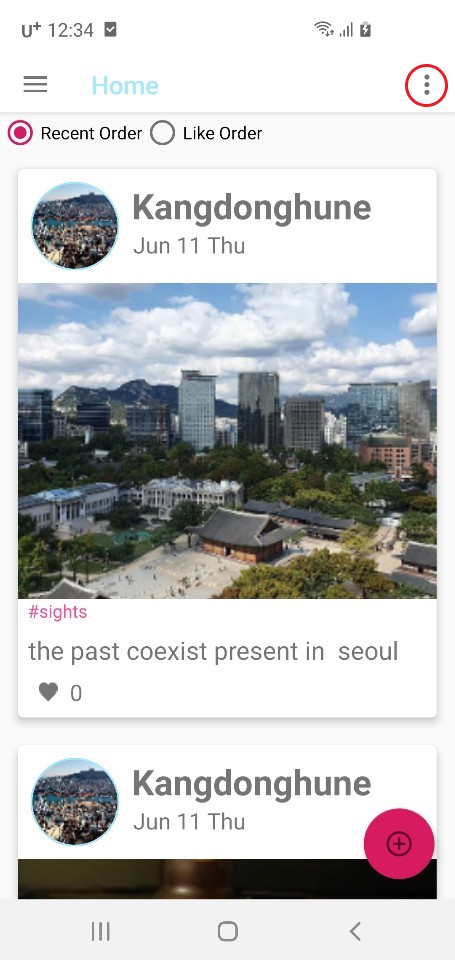 U+ 12:34
Home
Recent Order Like Order
Kangdonghune
Jun 11 Thu
#sights
the past coexist present in  seoul
0
Kangdonghune
Jun 11 Thu